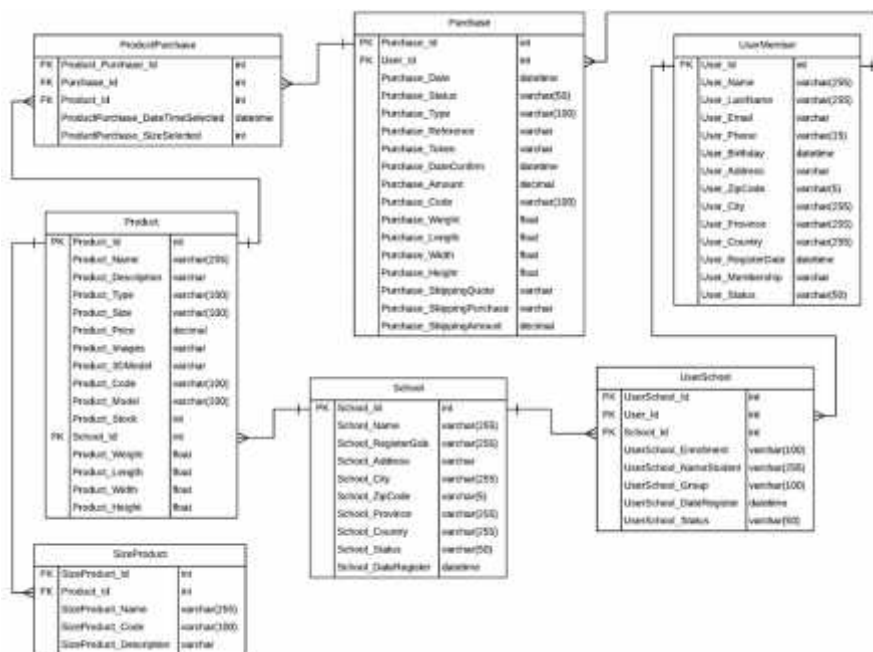 ProductPurchase
PK Product_Purchase_Id int
FK Purchase_Id int
FK Product_Id int
ProductPurchase_DateTimeSelected datetime
ProductPurchase_SizeSelected int
Purchase
PK Purchase_Id int
FK User_Id int
Purchase_Date datetime
Purchase_Status varchar(50)
Purchase_Type varchar(100)
Purchase_Reference varchar
Purchase_Token varchar
Purchase_DateConfirm datetime
Purchase_Amount decimal
Purchase_Code varchar(100)
Purchase_Weight float
Purchase_Length float
Purchase_Width float
Purchase_Height float
Purchase_ShippingQuote varchar
Purchase_ShippingPurchase varchar
Purchase_ShippingAmount decimal
UserMember
PK User_Id int
User_Name varchar(255)
User_LastName varchar(255)
User_Email varchar
User_Phone
User_Birthday datetime
User_Address varchar
User_ZipCode varchar(5)
User_City varchar(255)
User_Province varchar(255)
User_Country varchar(255)
User_RegisterDate datetime
User_Membership varchar
User_Status varchar(50)
Product
PK Product_Id int
Product_Name varchar(255)
Product_Description varchar
Product_Type varchar(100)
Product_Size varchar(100)
Product_Price decimal
Product_Images varchar
Product_3DModel varchar
Product_Code varchar(100)
Product_Model
Product_Stock int
FK School_Id int
Product_Weight float
Product_Length float
Product_Width float
Product_Height float
School
PK School_Id int
School_Name varchar(255)
varchar(255)
School_Address varchar
School_City varchar(255)
School_ZipCode varchar(5)
School_Province varchar(255)
School_Country varchar(255)
School_Status varchar(50)
School_DateRegister datetime
UserSchool
PK UserSchool_Id int
FK User_Id int
FK School_Id int
UserSchool_Enrollment varchar(100)
UserSchool_NameStudent varchar(255)
UserSchool_Group varchar(100)
UserSchool_DateRegister datetime
UserSchool_Status varchar(50)
SizeProduct
PK SizeProduct_Id int
FK Product_Id int
SizeProduct_Name varchar(255)
SizeProduct_Code varchar(100)
SizeProduct_Description varchar